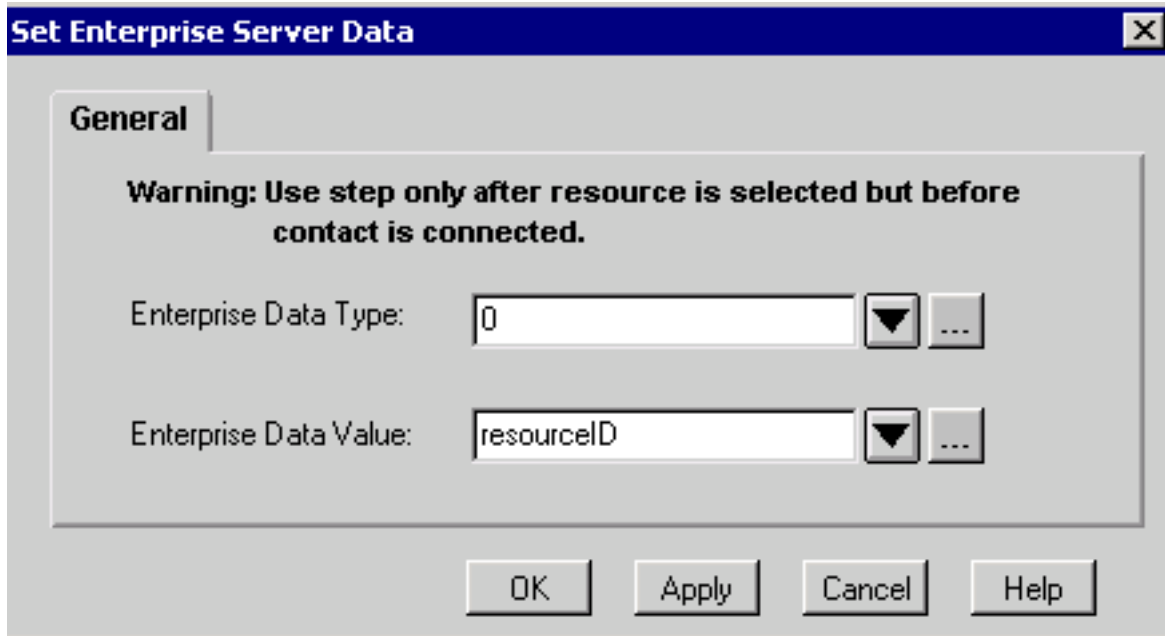 Set Enterprise Server Data
General
Warning: Use step only after resource is selected but before
contact is connected.
Enterprise Data Type:
0
...
Enterprise Data Value:
resourceID
...
OK
Apply
Cancel
Help